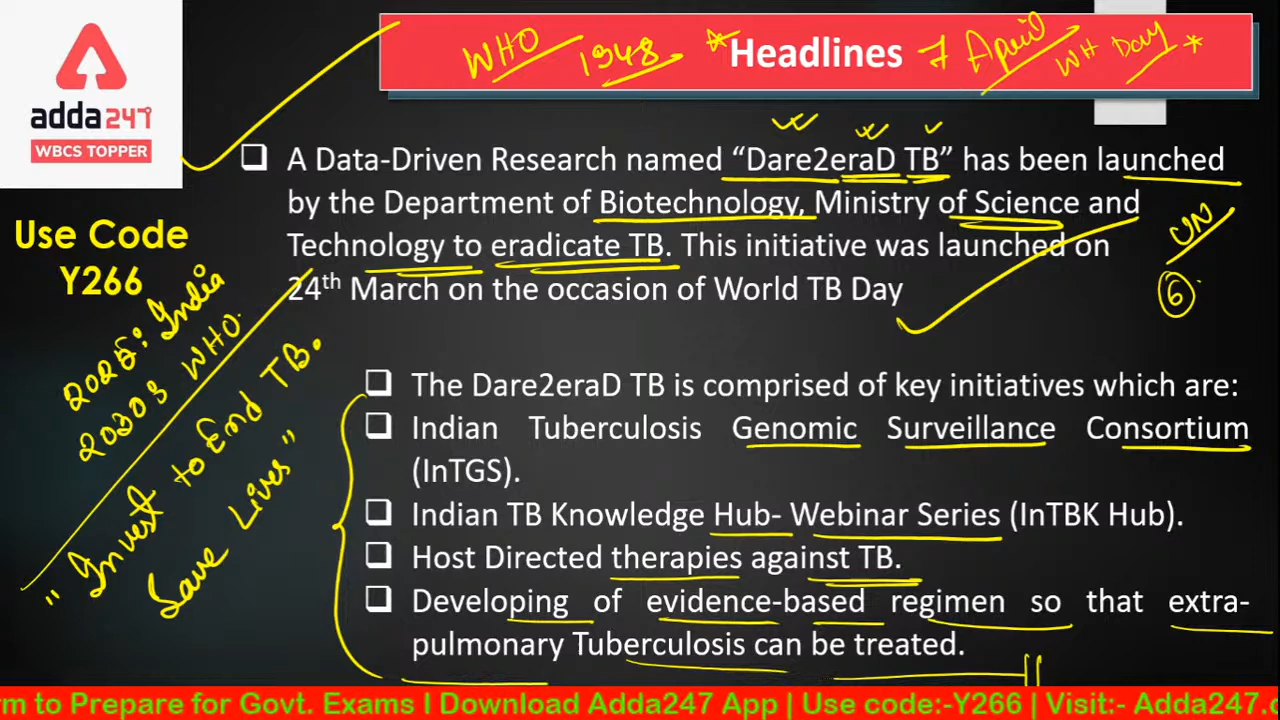 WHO 1948 *Headlines 7 April WH Day *
adda247
WBCS TOPPER
Use Code
Y266
❑ A Data-Driven Research named “Dare2eraD TB” has been launched
by the Department of Biotechnology, Ministry of Science and
Technology to eradicate TB. This initiative was launched on
24th March on the occasion of World TB Day
UN
6
2025: India
2030: WHO.
"Invest to End TB.
Save Lives"
❑ The Dare2eraD TB is comprised of key initiatives which are:
❑ Indian Tuberculosis Genomic Surveillance Consortium
(InTGS).
❑ Indian TB Knowledge Hub- Webinar Series (InTBK Hub).
❑ Host Directed therapies against TB.
❑ Developing of evidence-based regimen so that extra-
pulmonary Tuberculosis can be treated.
rm to Prepare for Govt. Exams I Download Adda247 App | Use code:-Y266 | Visit:- Adda247.c